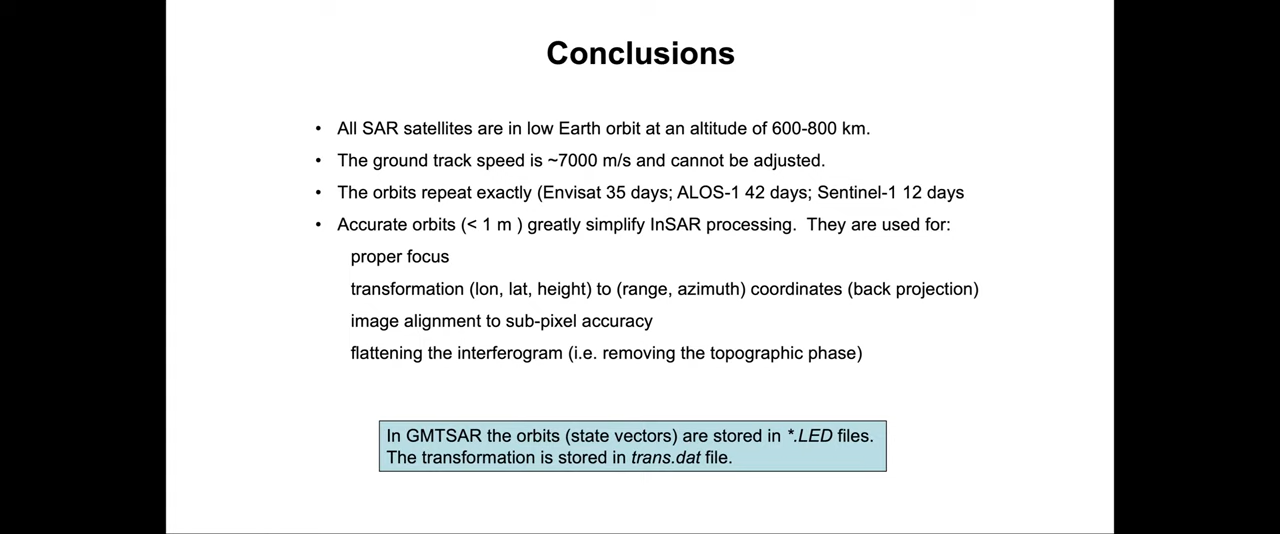 Conclusions
• All SAR satellites are in low Earth orbit at an altitude of 600-800 km.
• The ground track speed is ~7000 m/s and cannot be adjusted.
• The orbits repeat exactly (Envisat 35 days; ALOS-1 42 days; Sentinel-1 12 days
• Accurate orbits (< 1 m ) greatly simplify InSAR processing.  They are used for:
proper focus
transformation (lon, lat, height) to (range, azimuth) coordinates (back projection)
image alignment to sub-pixel accuracy
flattening the interferogram (i.e. removing the topographic phase)
In GMTSAR the orbits (state vectors) are stored in *.LED files.
The transformation is stored in trans.dat file.